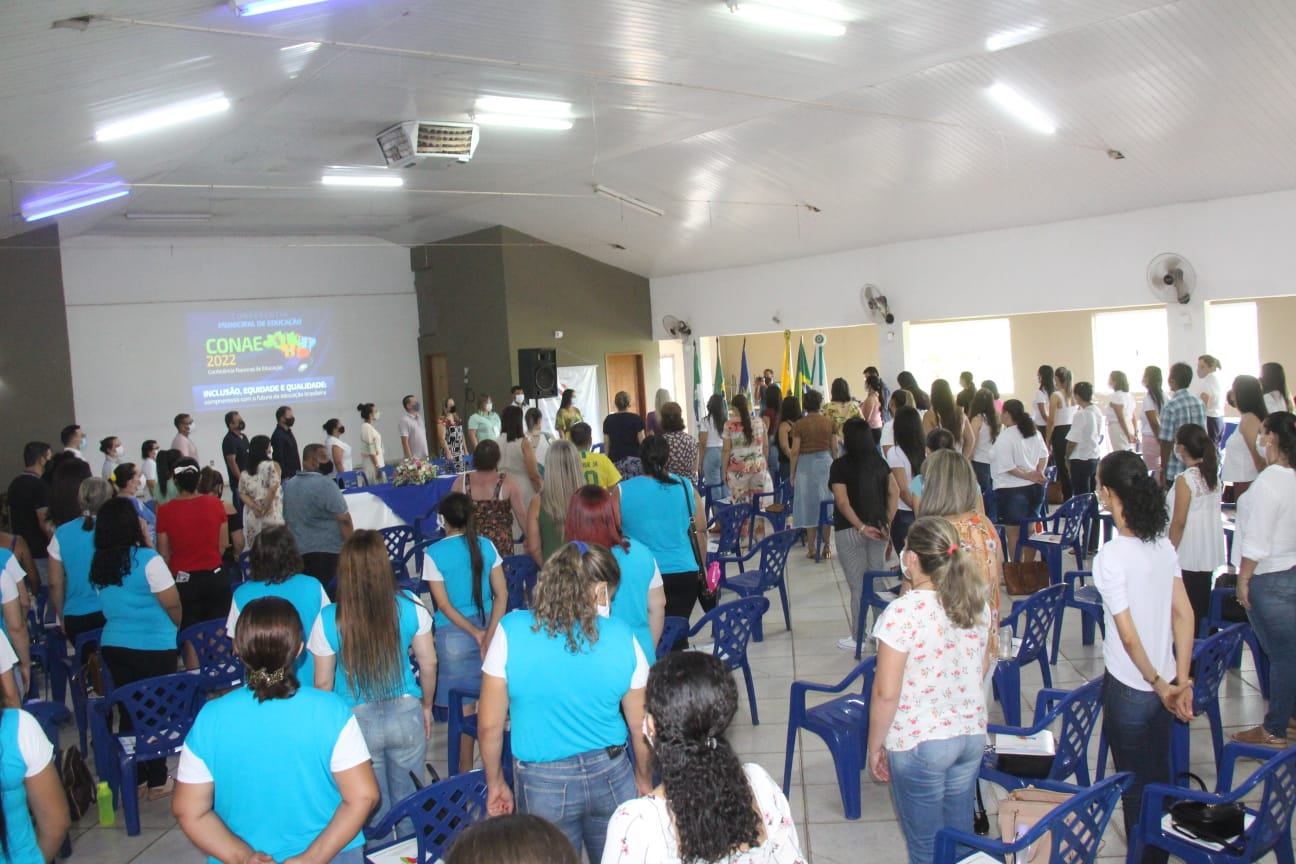 CONFERÊNCIA
MUNICIPAL DE EDUCAÇÃO
CONAE
2022
Conferência Nacional de Educação
INCLUSÃO, EQUIDADE E QUALIDADE:
compromisso com o futuro da educação brasileira